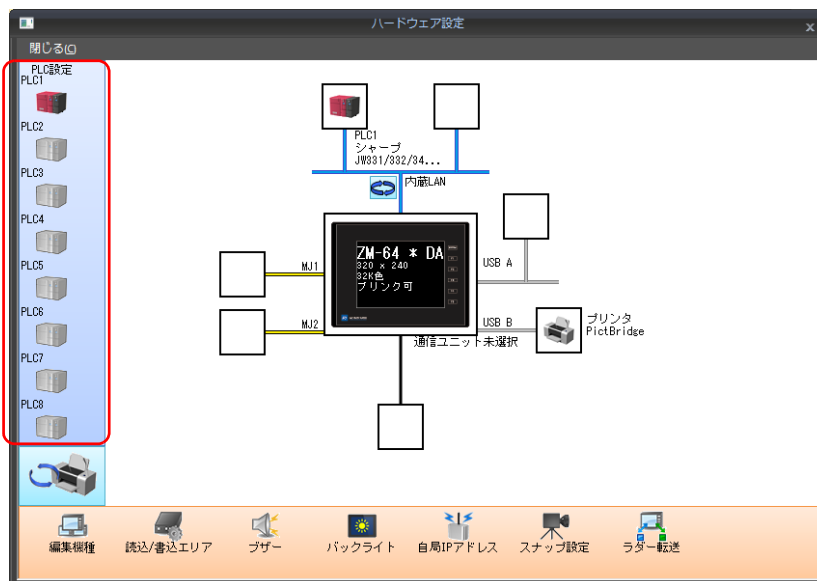 ハードウェア設定
x
閉じる(C)
PLC設定
PLC1
PLC2
PLC3
PLC4
PLC5
PLC6
PLC7
PLC8
PLC1
シャープ
JW331/332/34...
内蔵LAN
ZM-64 * DA
320 x 240
32K色
ブリンク可
MJ1
MJ2
USB A
USB B
通信ユニット未選択
プリンタ
PictBridge
編集機種
読込/書込エリア
ブザー
バックライト
自局IPアドレス
スナップ設定
ラダー転送